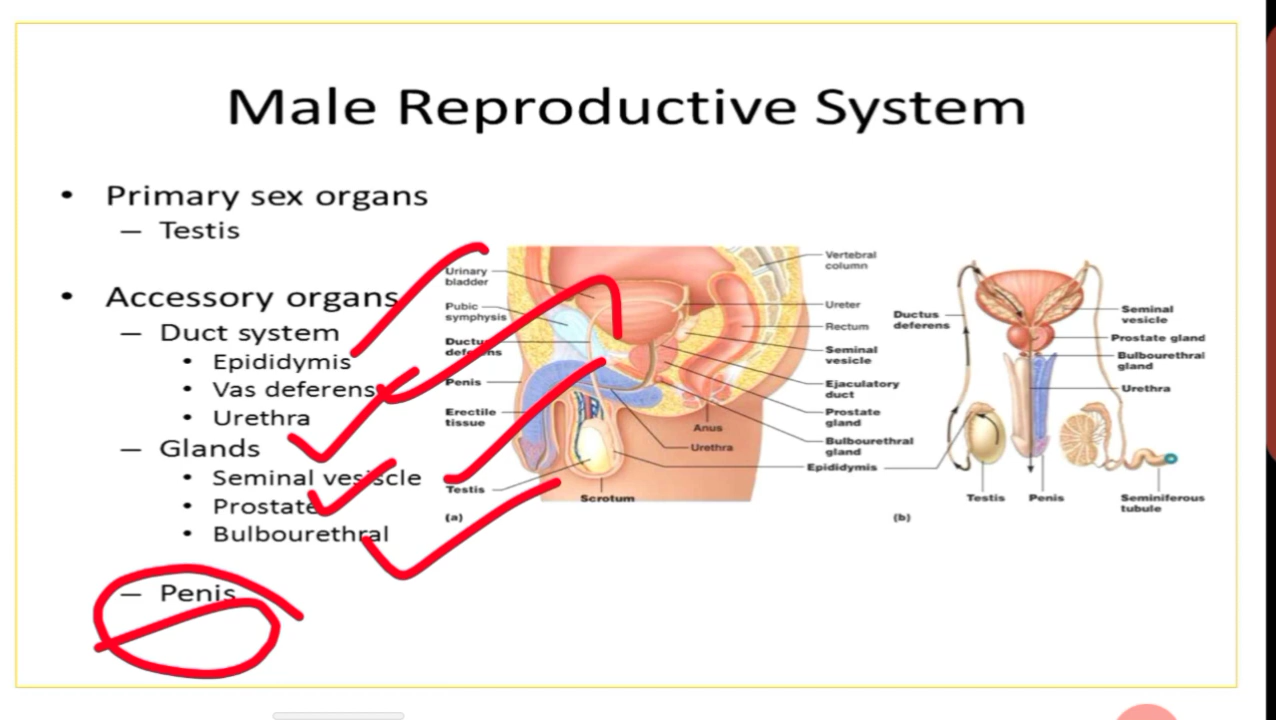 Male Reproductive System
• Primary sex organs
– Testis
• Accessory organs
– Duct system
• Epididymis
• Vas deferens
• Urethra
– Glands
• Seminal vesicle
• Prostate
• Bulbourethral
– Penis
Urinary
bladder
Pubic
symphysis
Ductus
deferens
Penis
Erectile
tissue
Testis
Scrotum
(a)
Vertebral
column
Ureter
Rectum
Seminal
vesicle
Ejaculatory
duct
Prostate
gland
Bulbourethral
gland
Anus
Urethra
Epididymis
Ductus
deferens
Seminal
vesicle
Prostate gland
Bulbourethral
gland
Urethra
Testis
Penis
Seminiferous
tubule
(b)